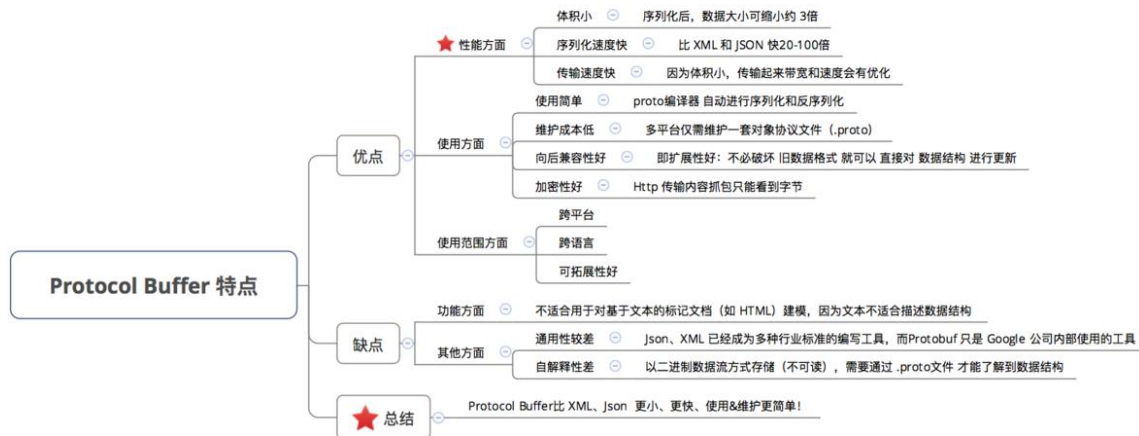 Protocol Buffer 特点
优点
性能方面
体积小
序列化后，数据大小可缩小约 3倍
序列化速度快
比 XML 和 JSON 快20-100倍
传输速度快
因为体积小，传输起来带宽和速度会有优化
使用方面
使用简单
proto编译器 自动进行序列化和反序列化
维护成本低
多平台仅需维护一套对象协议文件（.proto）
向后兼容性好
即扩展性好：不必破坏 旧数据格式 就可以 直接对 数据结构 进行更新
加密性好
Http 传输内容抓包只能看到字节
使用范围方面
跨平台
跨语言
可拓展性好
缺点
功能方面
不适合用于对基于文本的标记文档（如 HTML）建模，因为文本不适合描述数据结构
其他方面
通用性较差
Json、XML 已经成为多种行业标准的编写工具，而Protobuf 只是 Google 公司内部使用的工具
自解释性差
以二进制数据流方式存储（不可读），需要通过 .proto文件 才能了解到数据结构
总结
Protocol Buffer比 XML、Json 更小、更快、使用&维护更简单！